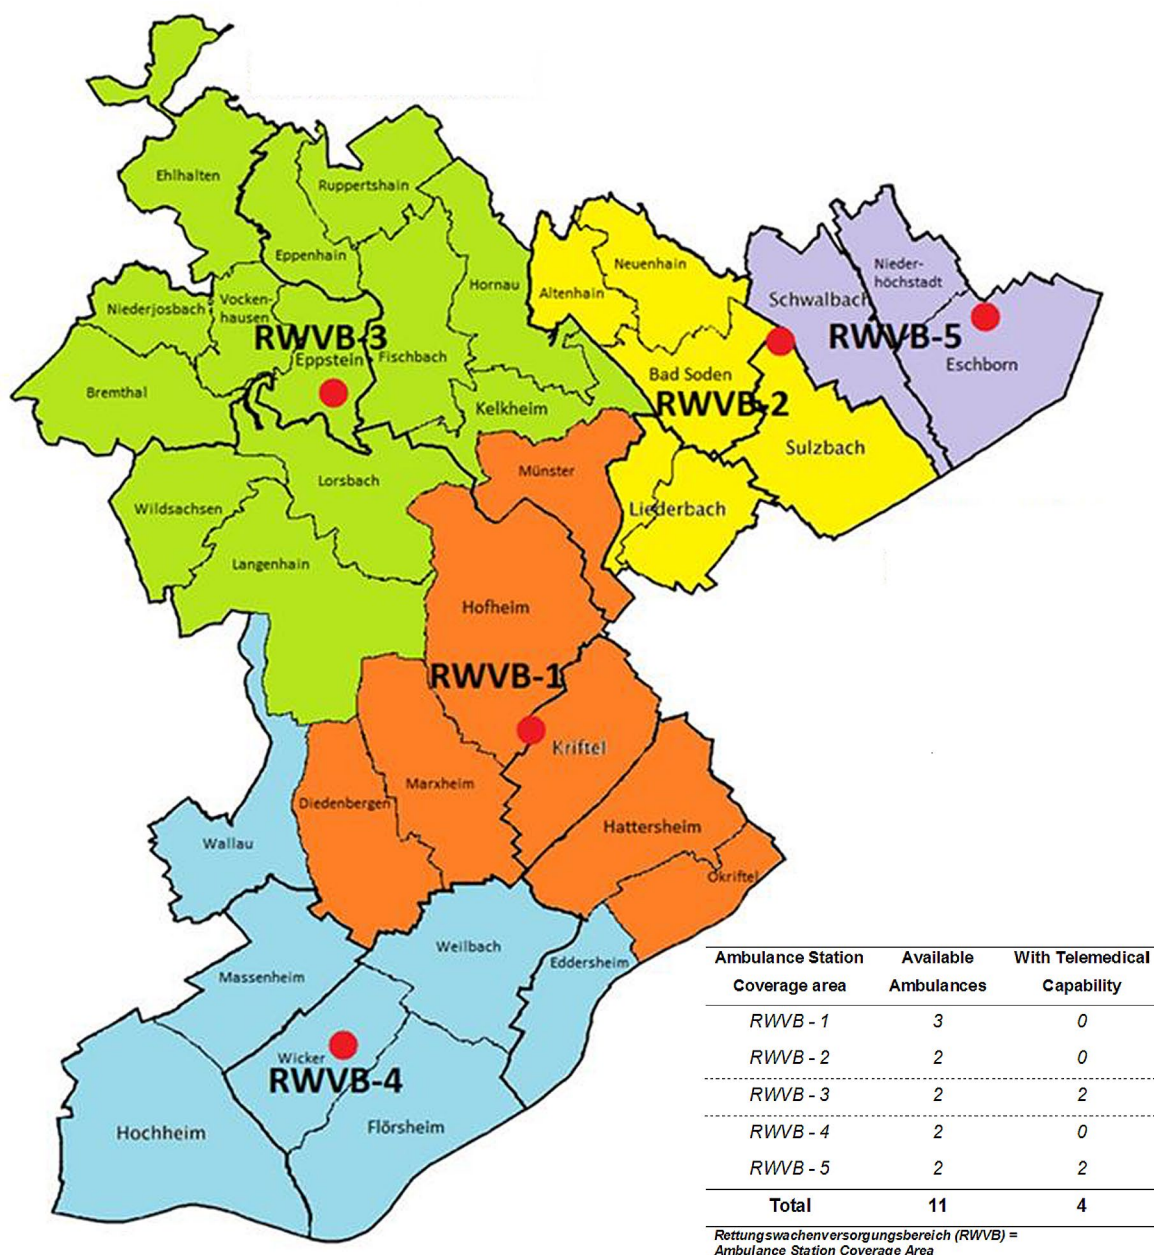 Ehlhalten
Ruppertshain
Eppenhain
Hornau
Neuenhain
Altenhain
Nieder-
höchstadt
Schwalbach
Niederjosbach
Vocken-
hausen
RWVB-3
Eppstein
Fischbach
RWVB-5
Eschborn
Bremthal
Bad Soden
RWVB-2
Kelkheim
Sulzbach
Münster
Lorsbach
Wildsachsen
Liederbach
Langenhain
Hofheim
RWVB-1
Kriftel
Marxheim
Diedenbergen
Hattersheim
Wallau
Okriftel
Weilbach
Eddersheim
Massenheim
Wicker
RWVB-4
Flörsheim
Hochheim
Ambulance Station Available With Telemedical
Coverage area Ambulances Capability
RWVB - 1 3 0
RWVB - 2 2 0
RWVB - 3 2 2
RWVB - 4 2 0
RWVB - 5 2 2
Total 11 4
Rettungswachenversorgungsbereich (RWVB) =
Ambulance Station Coverage Area